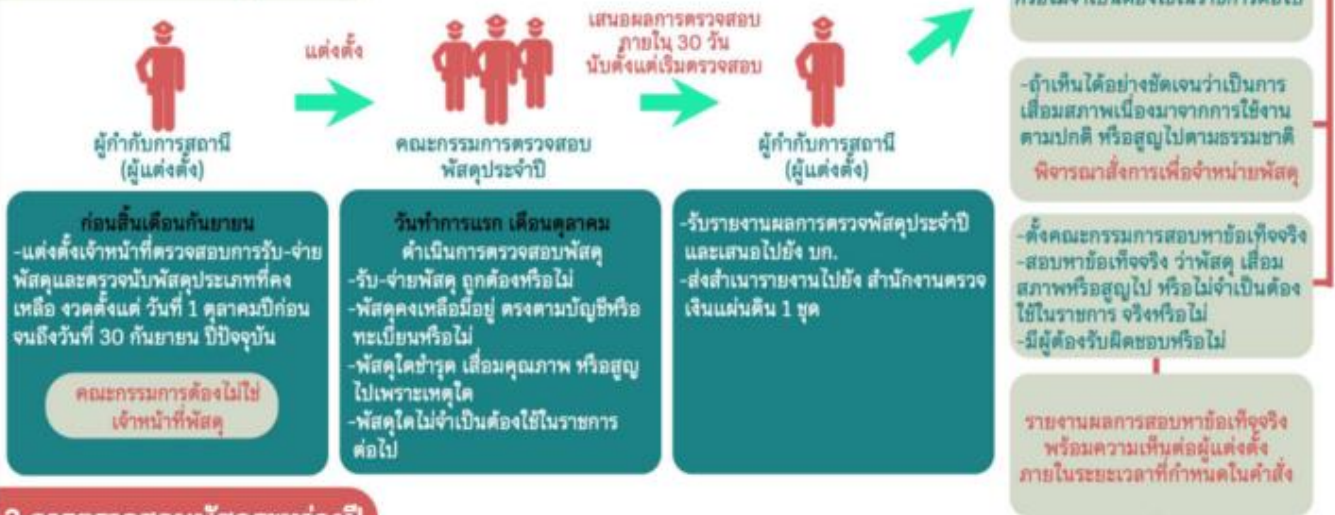 แต่งตั้ง
เสนอผลการตรวจสอบ
ภายใน 30 วัน
นับตั้งแต่เริ่มตรวจสอบ
ผู้กำกับการสถานี
(ผู้แต่งตั้ง)
คณะกรรมการตรวจสอบ
พัสดุประจำปี
ผู้กำกับการสถานี
(ผู้แต่งตั้ง)
ก่อนสิ้นเดือนกันยายน
-แต่งตั้งเจ้าหน้าที่ตรวจสอบการรับ-จ่าย
พัสดุและตรวจนับพัสดุประเภทที่คง
เหลือ งวดตั้งแต่ วันที่ 1 ตุลาคมปีก่อน
จนถึงวันที่ 30 กันยายน ปีปัจจุบัน
คณะกรรมการต้องไม่ใช่
เจ้าหน้าที่พัสดุ
วันทำการแรก เดือนตุลาคม
ดำเนินการตรวจสอบพัสดุ
-รับ-จ่ายพัสดุ ถูกต้องหรือไม่
-พัสดุคงเหลือมีอยู่ ตรงตามบัญชีหรือ
ทะเบียนหรือไม่
-พัสดุใดชำรุด เสื่อมคุณภาพ หรือสูญ
ไปเพราะเหตุใด
-พัสดุใดไม่จำเป็นต้องใช้ในราชการ
ต่อไป
-รับรายงานผลการตรวจพัสดุประจำปี
และเสนอไปยัง บก.
-ส่งสำเนารายงานไปยัง สำนักงานตรวจ
เงินแผ่นดิน 1 ชุด
-ถ้าเห็นได้อย่างชัดเจนว่าเป็นการ
เสื่อมสภาพเนื่องมาจากการใช้งาน
ตามปกติ หรือสูญไปตามธรรมชาติ
พิจารณาสั่งการเพื่อจำหน่ายพัสดุ
-ตั้งคณะกรรมการสอบหาข้อเท็จจริง
-สอบหาข้อเท็จจริง ว่าพัสดุ เสื่อม
สภาพหรือสูญไป หรือไม่จำเป็นต้อง
ใช้ในราชการ จริงหรือไม่
-มีผู้ต้องรับผิดชอบหรือไม่
รายงานผลการสอบหาข้อเท็จจริง
พร้อมความเห็นต่อผู้แต่งตั้ง
ภายในระยะเวลาที่กำหนดในคำสั่ง